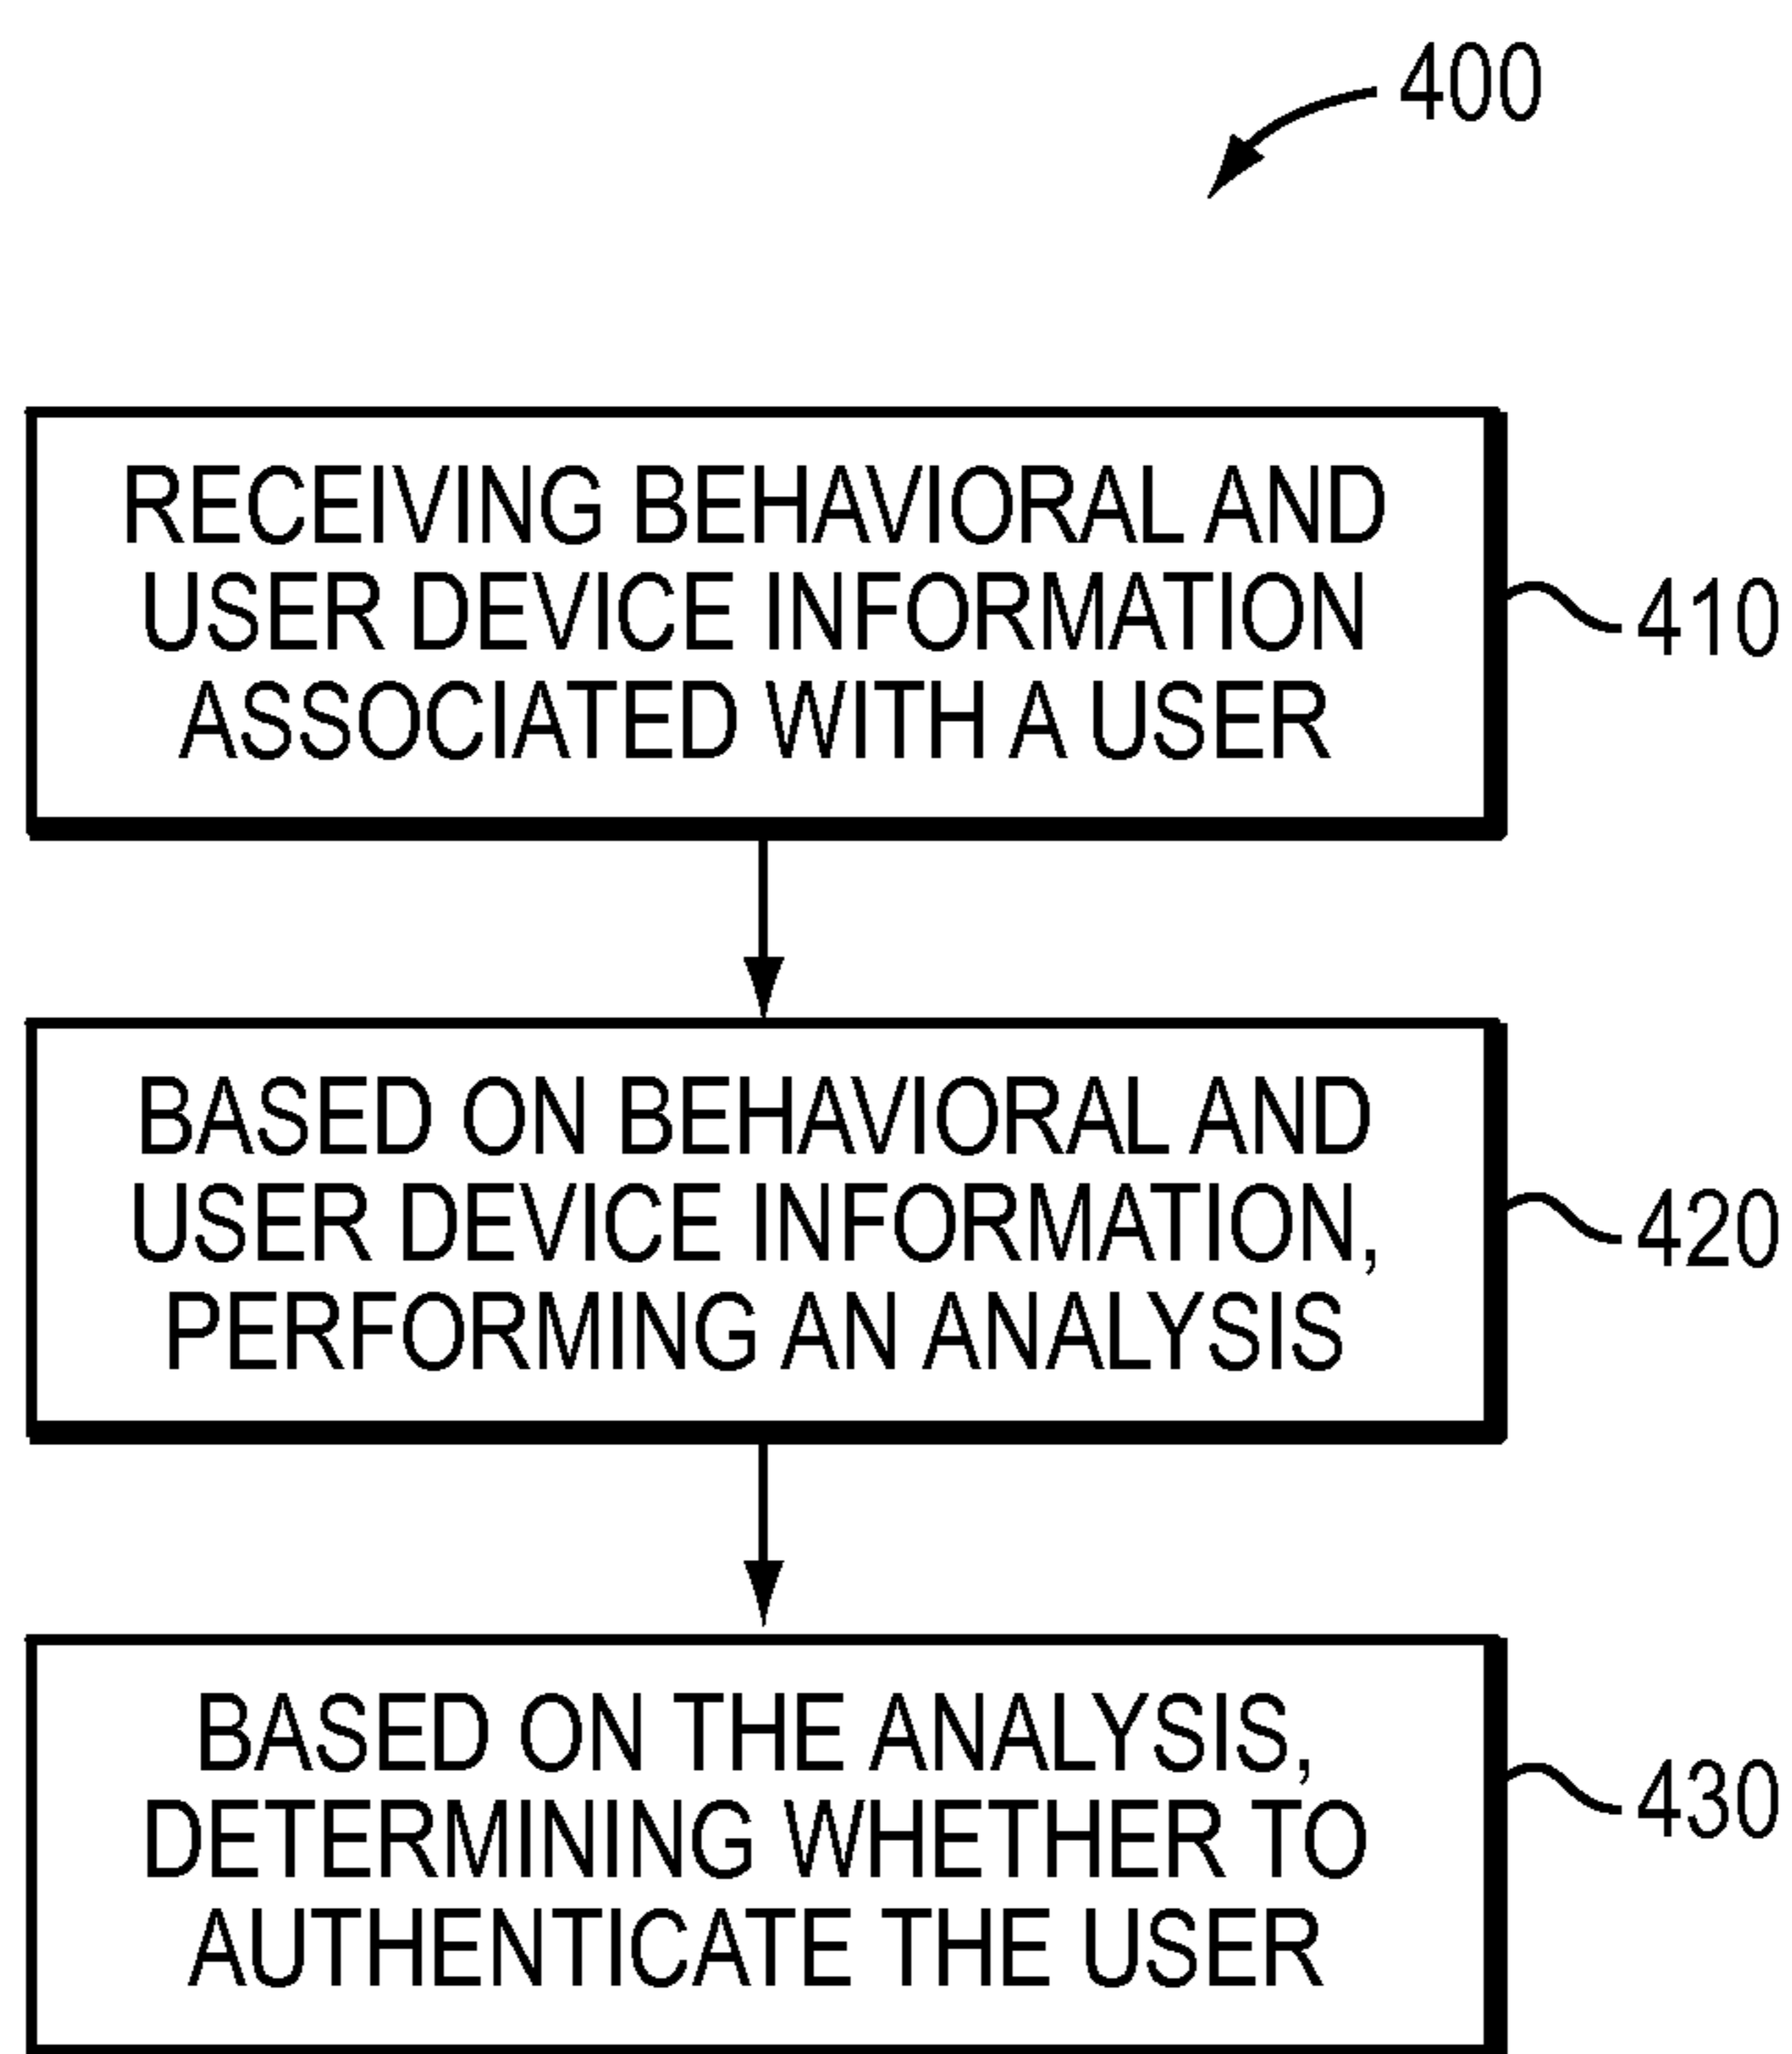 400
RECEIVING BEHAVIORAL AND
USER DEVICE INFORMATION
ASSOCIATED WITH A USER
410
BASED ON BEHAVIORAL AND
USER DEVICE INFORMATION,
PERFORMING AN ANALYSIS
420
BASED ON THE ANALYSIS,
DETERMINING WHETHER TO
AUTHENTICATE THE USER
430